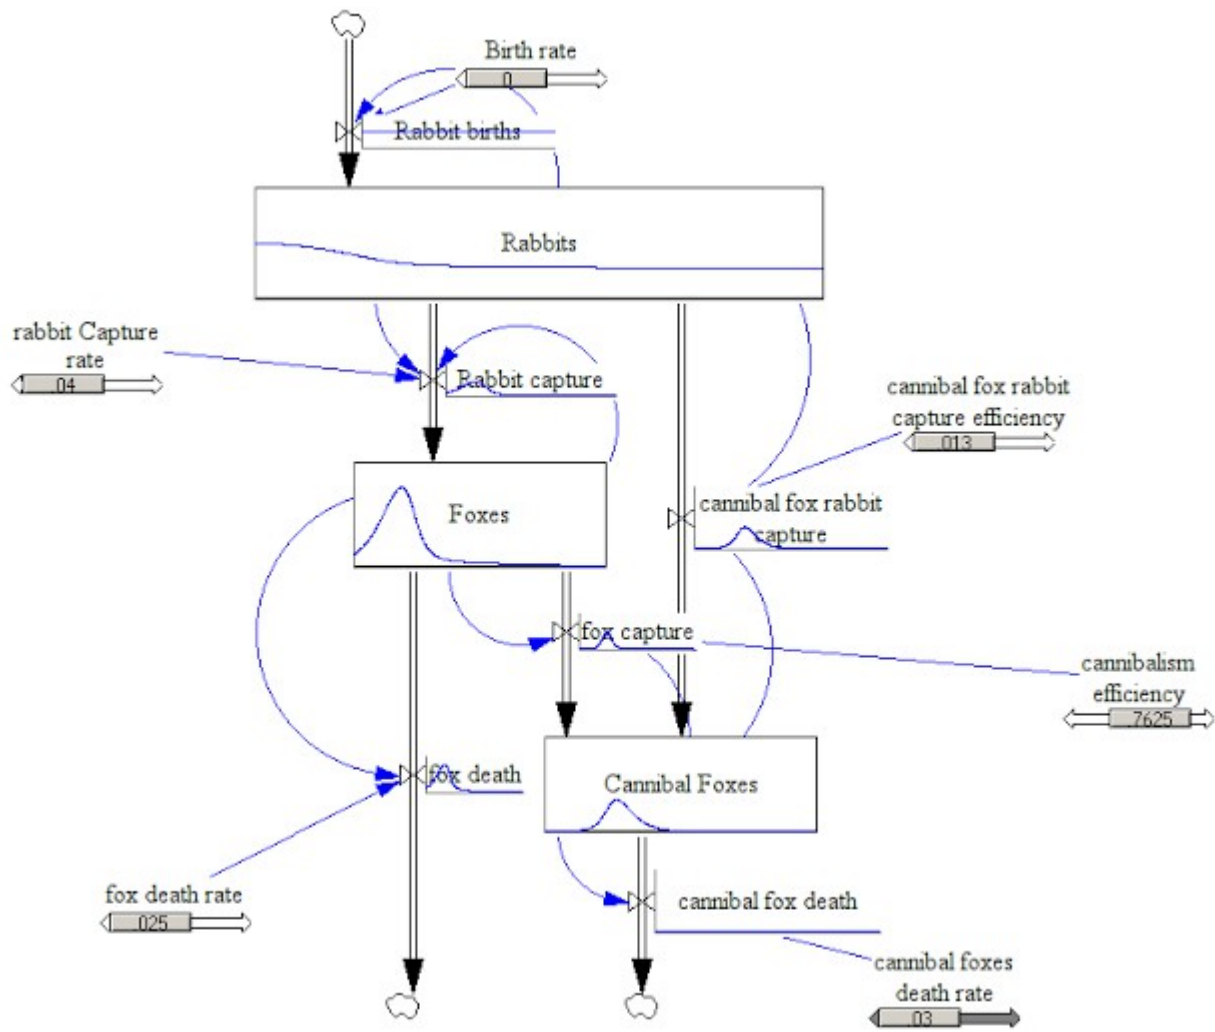 Birth rate
0
Rabbit births
Rabbits
rabbit Capture
rate
.04
Rabbit capture
cannibal fox rabbit
capture efficiency
.013
Foxes
cannibal fox rabbit
capture
fox capture
cannibalism
efficiency
.7625
fox death
Cannibal Foxes
fox death rate
.025
cannibal fox death
cannibal foxes
death rate
.03